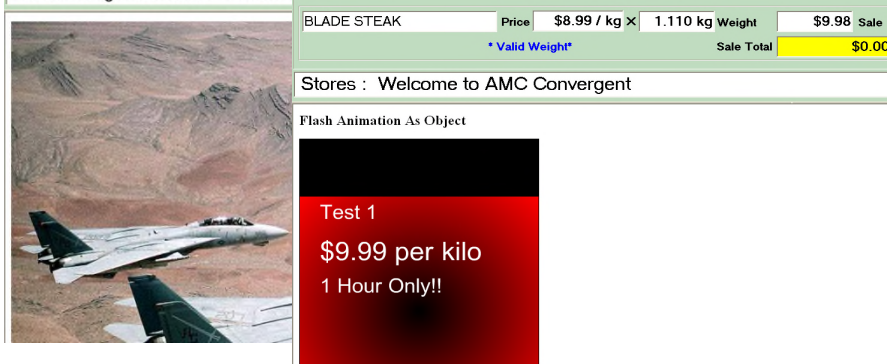 BLADE STEAK Price $8.99 / kg × 1.110 kg Weight $9.98 Sale
* Valid Weight* Sale Total $0.00
Stores : Welcome to AMC Convergent
Flash Animation As Object
Test 1
$9.99 per kilo
1 Hour Only!!